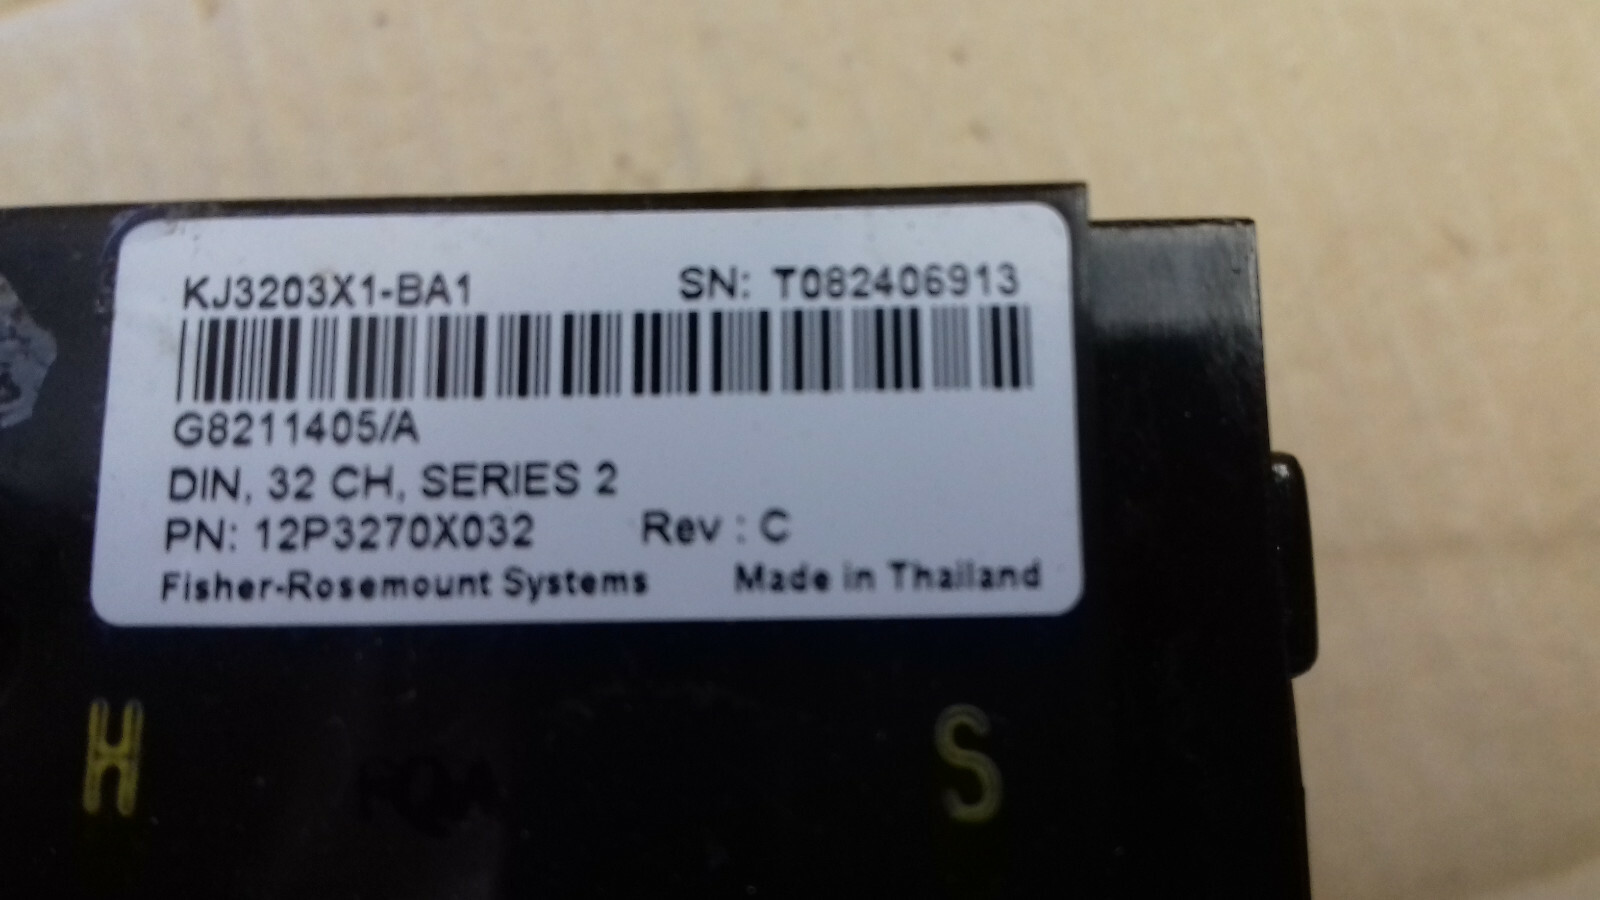 KJ3203X1-BA1 SN: T082406913
G8211405/A
DIN, 32 CH, SERIES 2
PN: 12P3270X032 Rev : C
Fisher-Rosemount Systems Made in Thailand
H S